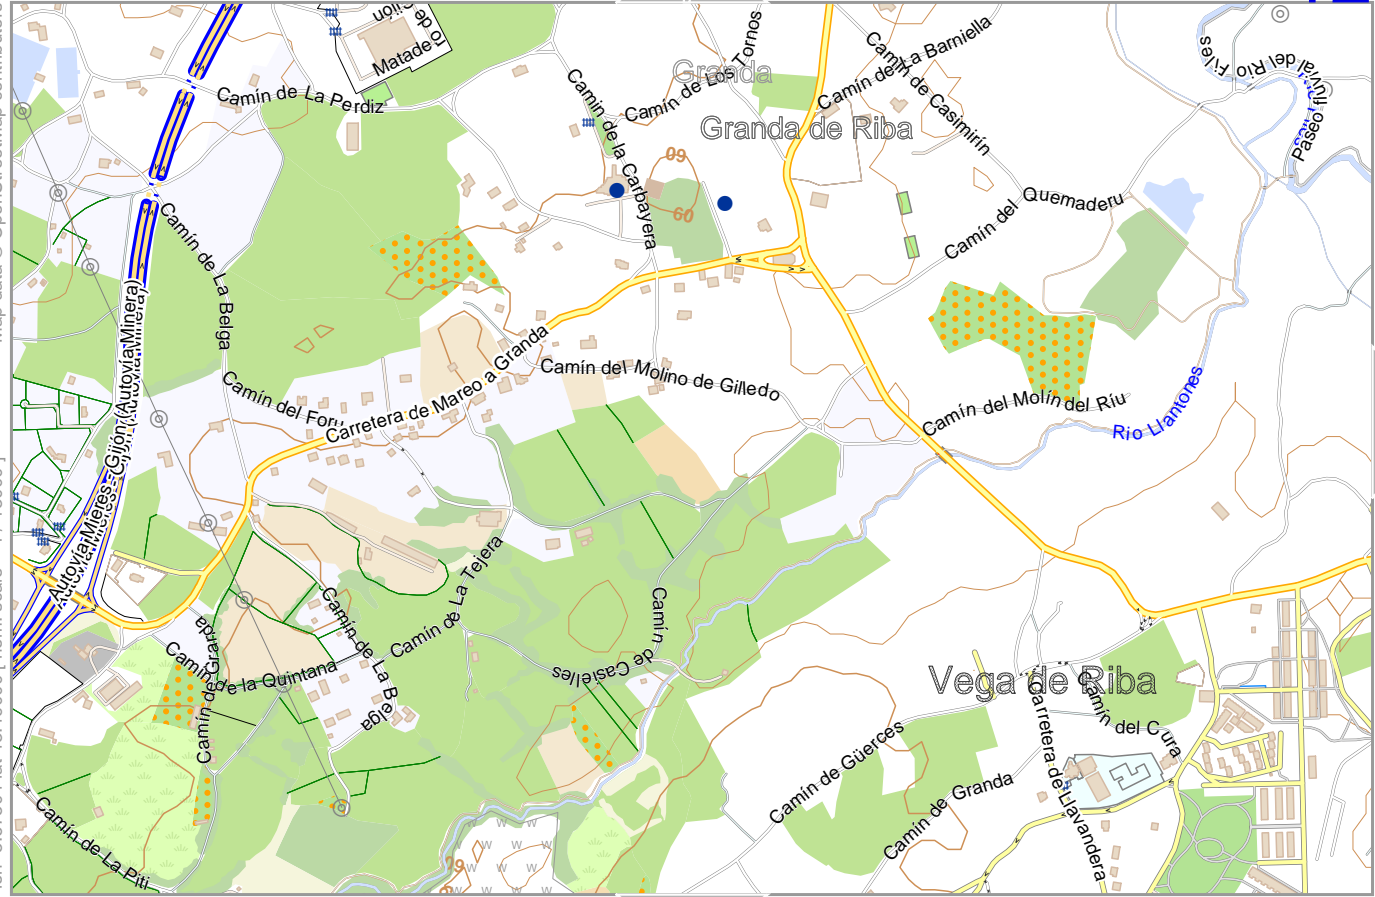 Matadero de Gijón
Camín de La Perdiz
Camín de la Carbayera
Camín de Los Tornos
Granda
Granda de Riba
Camín de La Barniella
Camín de Casimirín
Paseo fluvial del Rio Piles
60
60
Camín del Quemaderu
Camín de La Belga
Autovía Mieres - Gijón (Autovía Minera)
Camín del Foru
Carretera de Mareo a Granda
Camín del Molino de Gilledo
Camín del Molín del Ríu
Rio Llantones
Camín de La Tejera
Camín de La Belga
Camín de la Quintana
Camín de Granda
Camín de Casielles
Vega de Riba
Carretera de Llavandera
Camín del Cura
Camín de Güerces
Camín de Granda
Camín de La Piti
60